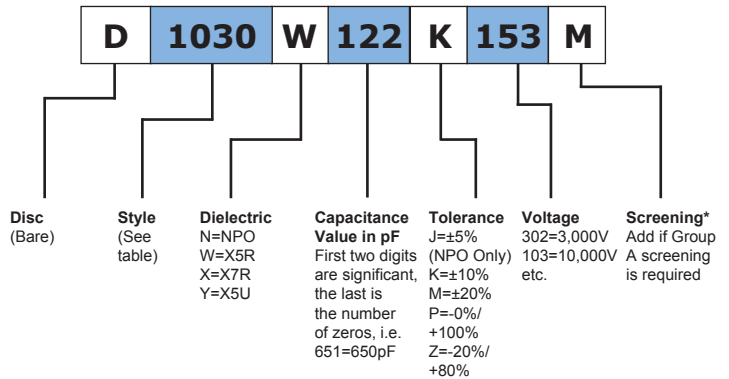 D 1030 W 122 K 153 M
Disc
(Bare)
Style
(See
table)
Dielectric
N=NPO
W=X5R
X=X7R
Y=X5U
Capacitance
Value in pF
First two digits
are significant,
the last is
the number
of zeros, i.e.
651=650pF
Tolerance
J=±5%
(NPO Only)
K=±10%
M=±20%
P=-0%/
+100%
Z=-20%/
+80%
Voltage
302=3,000V
103=10,000V
etc.
Screening*
Add if Group
A screening
is required